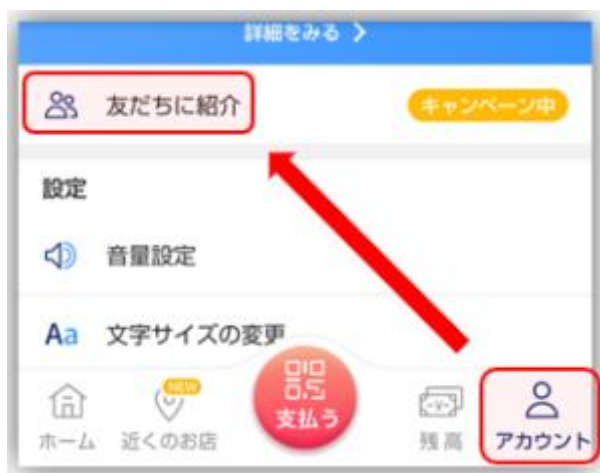 詳細をみる >
友だちに紹介
キャンペーン中
設定
音量設定
Aa 文字サイズの変更
支払う
NEW
ホーム
近くのお店
残高
アカウント